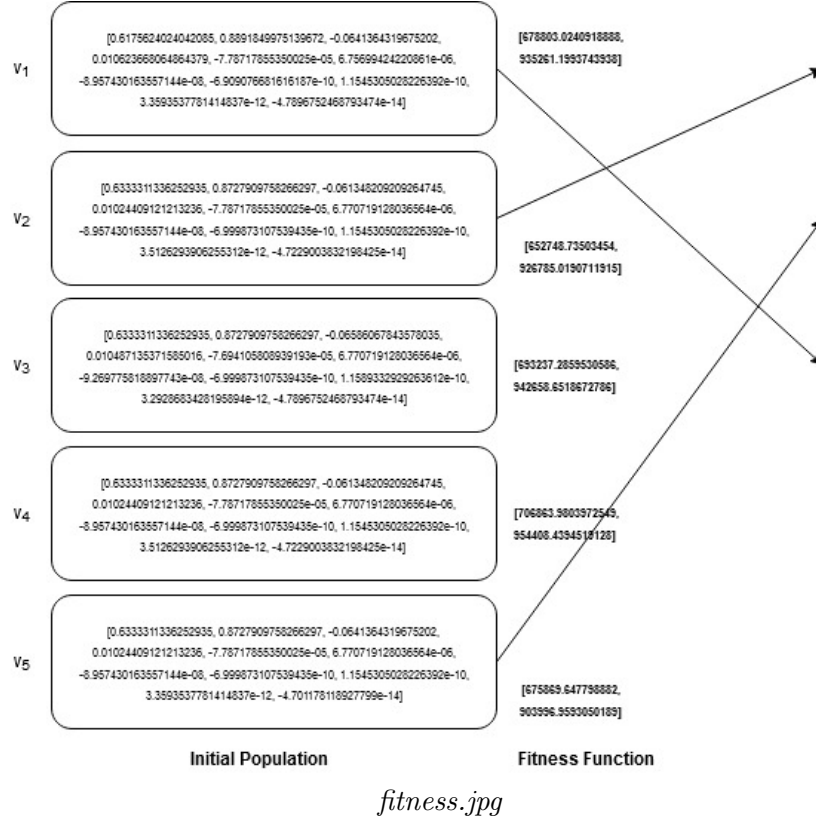 [0.6175624024042085, 0.8891849975139672, -0.0641364319675202,
0.010623668064864379, -7.78717855350025e-05, 6.75699424220861e-06,
-8.957430163557144e-08, -6.909076681616187e-10, 1.1545305028226392e-10,
3.3593537781414837e-12, -4.7896752468793474e-14]
v1
[678803.0240918888,
935261.1993743938]
[0.6333311336252935, 0.8727909758266297, -0.061348209209264745,
0.01024409121213236, -7.78717855350025e-05, 6.770719128036564e-06,
-8.957430163557144e-08, -6.999873107539435e-10, 1.1545305028226392e-10,
3.5126293906255312e-12, -4.7229003832198425e-14]
v2
[652748.73503454,
926785.0190711915]
[0.6333311336252935, 0.8727909758266297, -0.06586067843578035,
0.010487135371585016, -7.694105808939193e-05, 6.770719128036564e-06,
-9.269775818897743e-08, -6.999873107539435e-10, 1.1589332929263612e-10,
3.2928683428195894e-12, -4.7896752468793474e-14]
v3
[693237.2859530586,
942658.6518672786]
[0.6333311336252935, 0.8727909758266297, -0.061348209209264745,
0.01024409121213236, -7.78717855350025e-05, 6.770719128036564e-06,
-8.957430163557144e-08, -6.999873107539435e-10, 1.1545305028226392e-10,
3.5126293906255312e-12, -4.7229003832198425e-14]
v4
[706863.9803972549,
954408.4394519128]
[0.6333311336252935, 0.8727909758266297, -0.0641364319675202,
0.01024409121213236, -7.78717855350025e-05, 6.770719128036564e-06,
-8.957430163557144e-08, -6.999873107539435e-10, 1.1545305028226392e-10,
3.3593537781414837e-12, -4.701178118927799e-14]
v5
[675869.647798882,
903996.9593050189]
Initial Population
Fitness Function
fitness.jpg